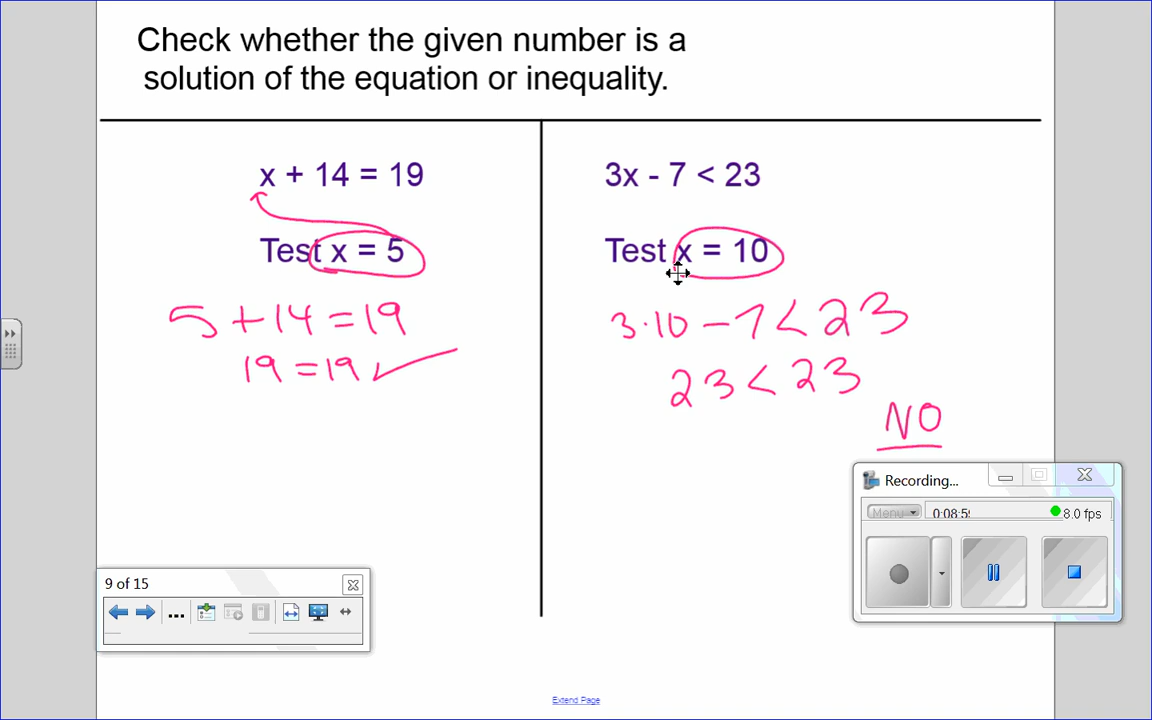 Check whether the given number is a
solution of the equation or inequality.
x + 14 = 19
Test x = 5
5 + 14 = 19
19 = 19 ✓
3x - 7 < 23
Test x = 10
3·10 - 7 < 23
23 < 23
NO
Recording...
Menu
8.0 fps
9 of 15
...
Extend Page